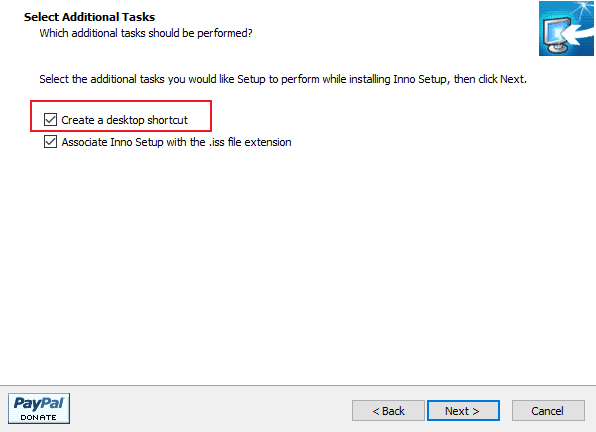 Select Additional Tasks
Which additional tasks should be performed?
Select the additional tasks you would like Setup to perform while installing Inno Setup, then click Next.
Create a desktop shortcut
Associate Inno Setup with the .iss file extension
PayPal
DONATE
< Back
Next >
Cancel